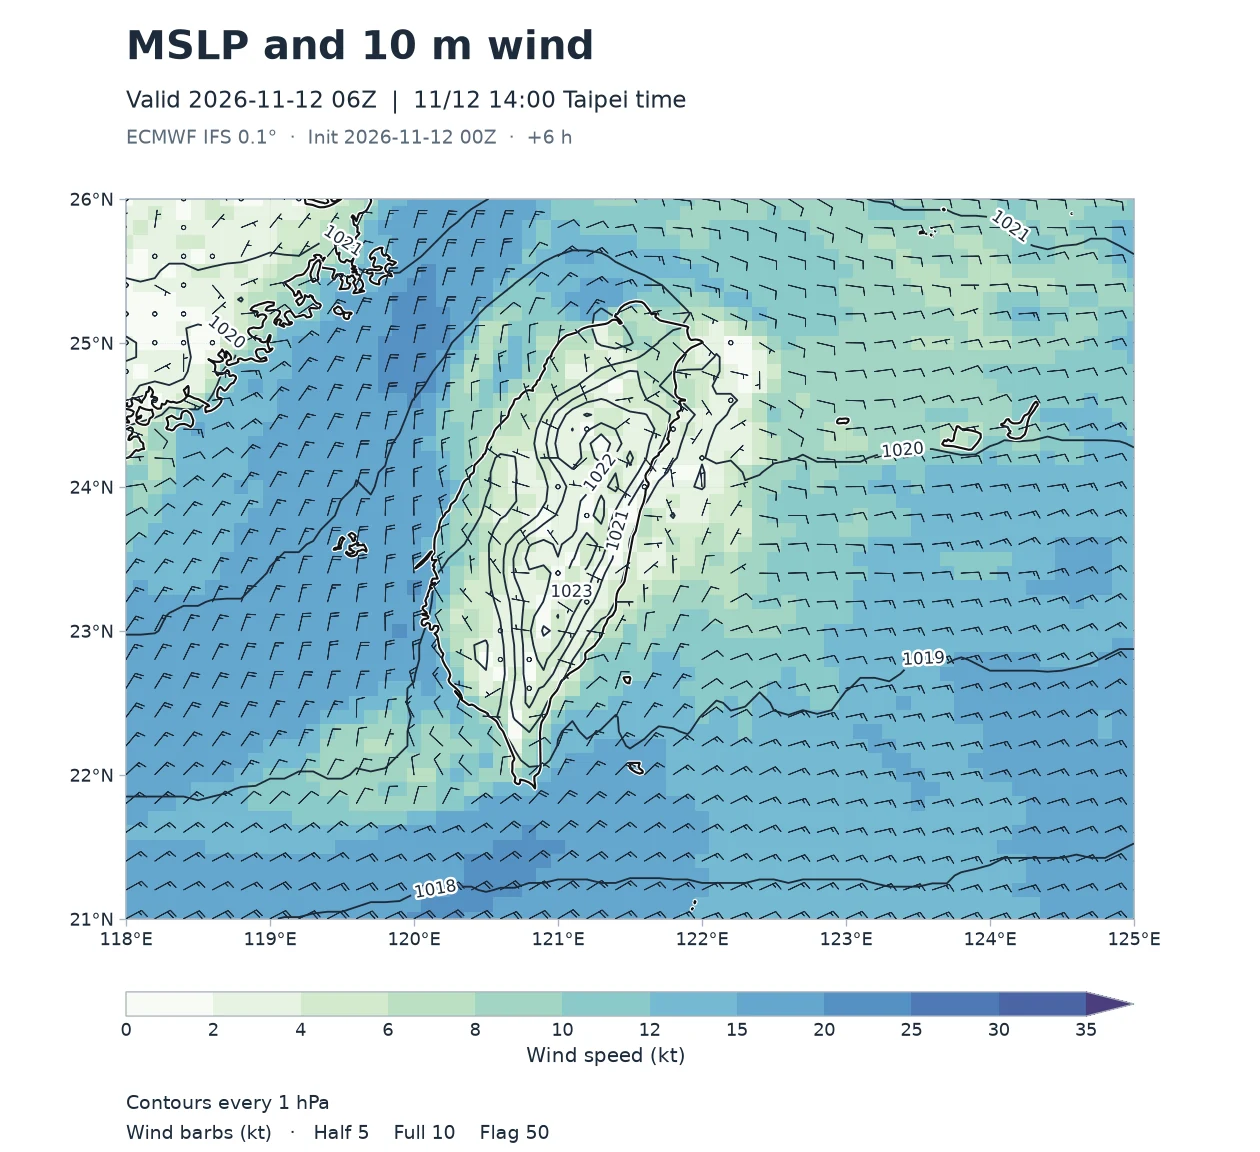 MSLP and 10 m wind
Valid 2026-11-12 06Z | 11/12 14:00 Taipei time
ECMWF IFS 0.1° · Init 2026-11-12 00Z · +6 h
26°N
25°N
24°N
23°N
22°N
21°N
1021
1021
1020
1020
1022
1021
1023
1019
1018
118°E 119°E 120°E 121°E 122°E 123°E 124°E 125°E
0 2 4 6 8 10 12 15 20 25 30 35
Wind speed (kt)
Contours every 1 hPa
Wind barbs (kt) · Half 5 Full 10 Flag 50